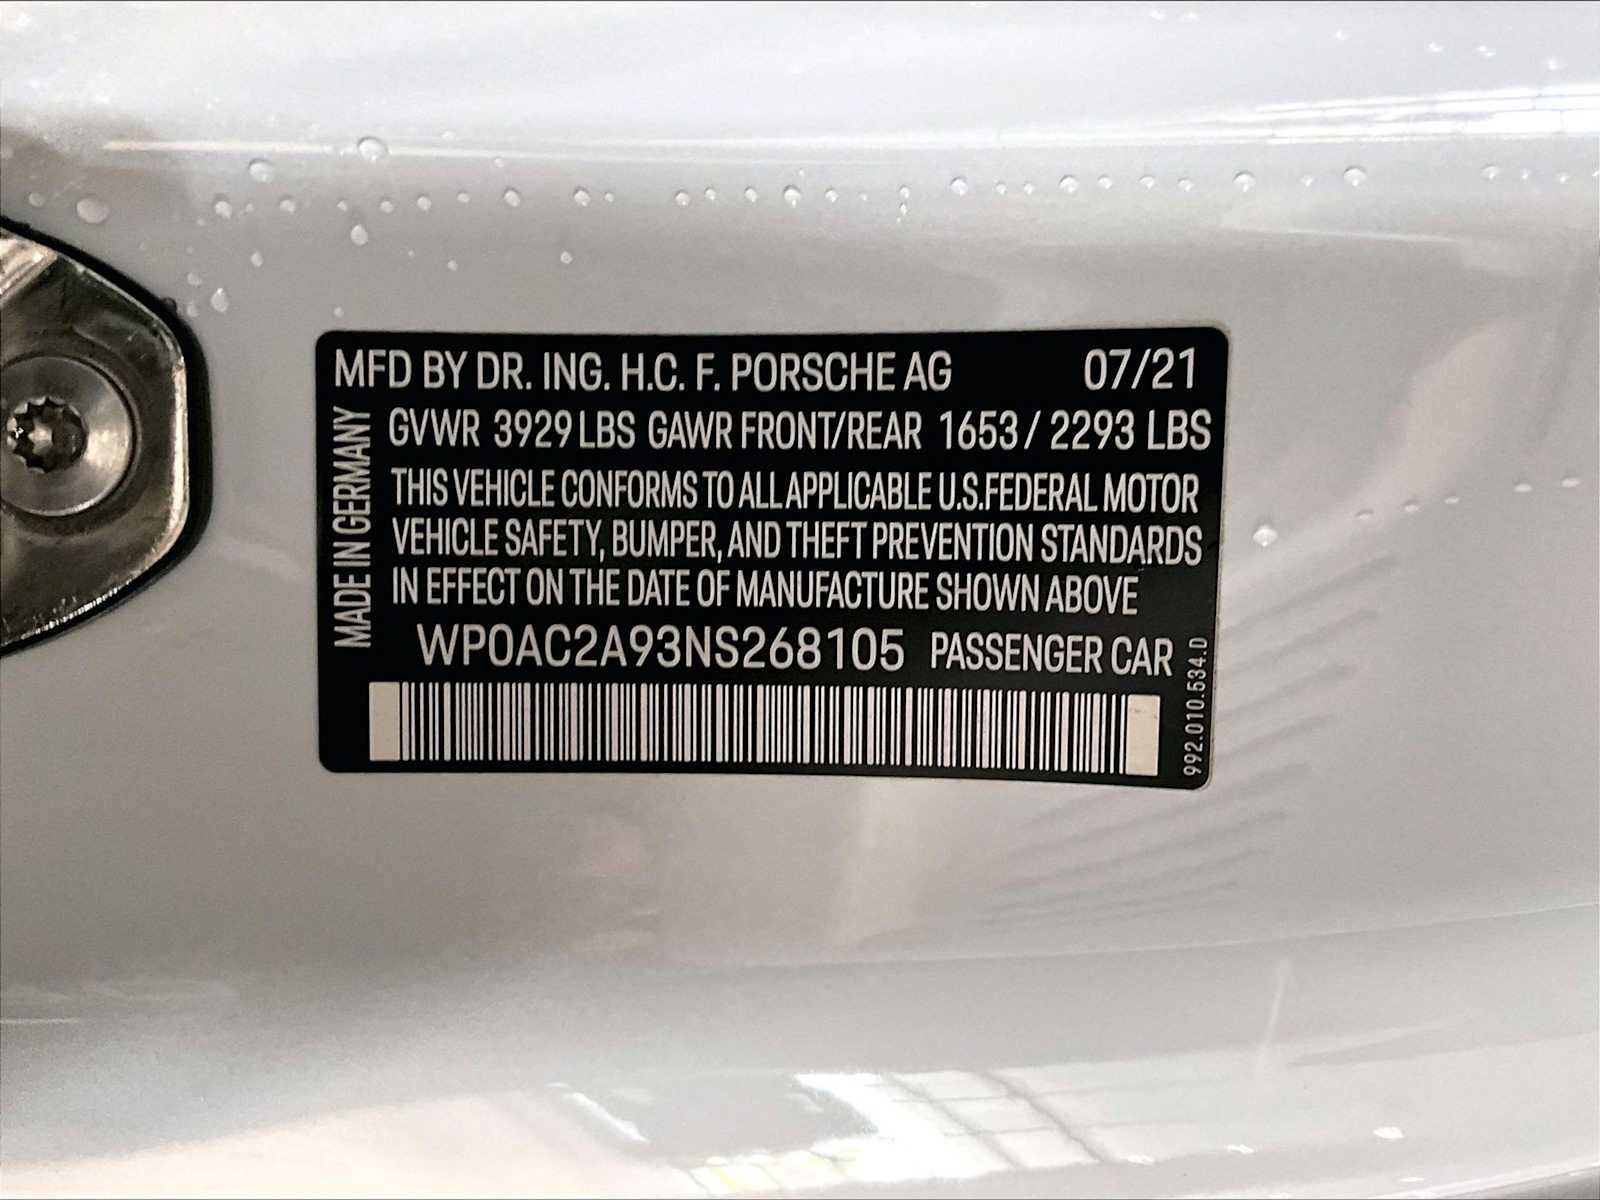 MFD BY DR. ING. H.C. F. PORSCHE AG 07/21
GVWR 3929 LBS GAWR FRONT/REAR 1653 / 2293 LBS
MADE IN GERMANY
THIS VEHICLE CONFORMS TO ALL APPLICABLE U.S.FEDERAL MOTOR
VEHICLE SAFETY, BUMPER, AND THEFT PREVENTION STANDARDS
IN EFFECT ON THE DATE OF MANUFACTURE SHOWN ABOVE
WP0AC2A93NS268105 PASSENGER CAR
992.010.534.0